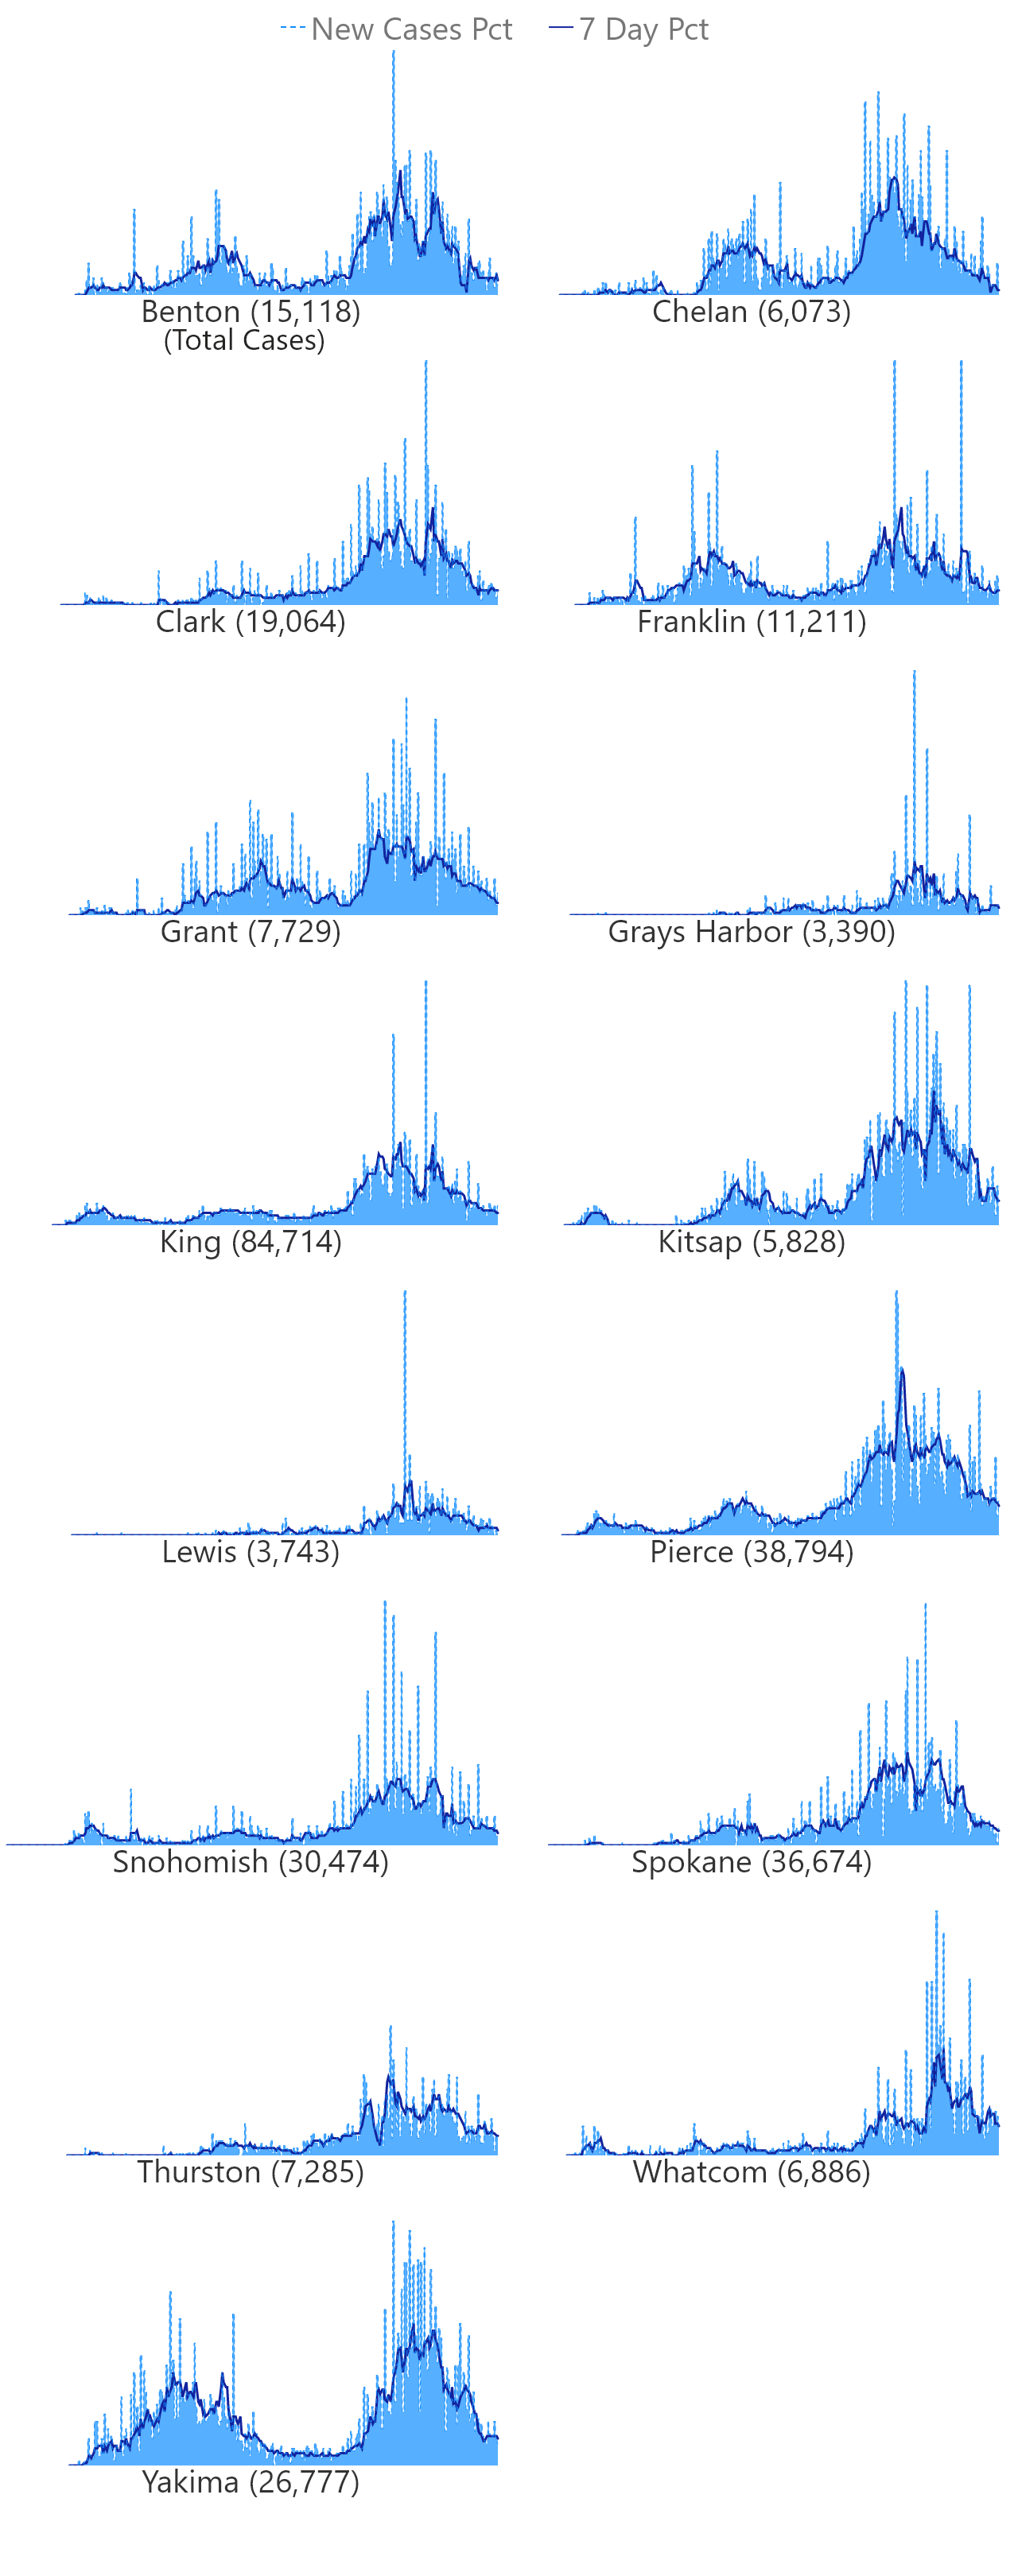 New Cases Pct 7 Day Pct
Benton (15,118) Chelan (6,073)
(Total Cases)
Clark (19,064) Franklin (11,211)
Grant (7,729) Grays Harbor (3,390)
King (84,714) Kitsap (5,828)
Lewis (3,743) Pierce (38,794)
Snohomish (30,474) Spokane (36,674)
Thurston (7,285) Whatcom (6,886)
Yakima (26,777)